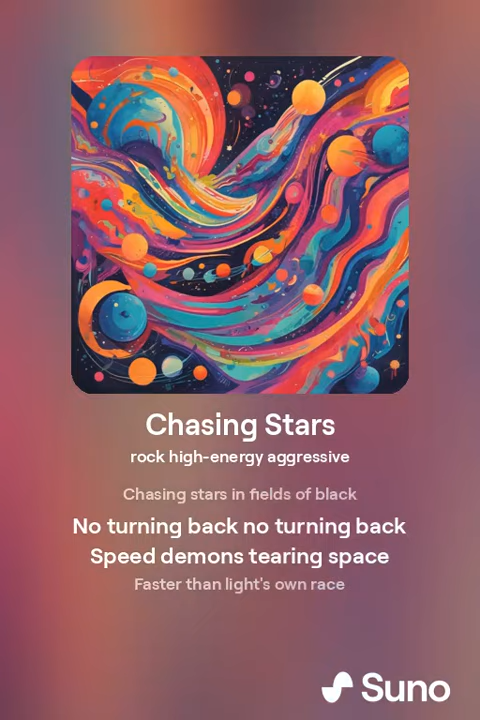 Chasing Stars
rock high-energy aggressive
Chasing stars in fields of black
No turning back no turning back
Speed demons tearing space
Faster than light's own race
Suno